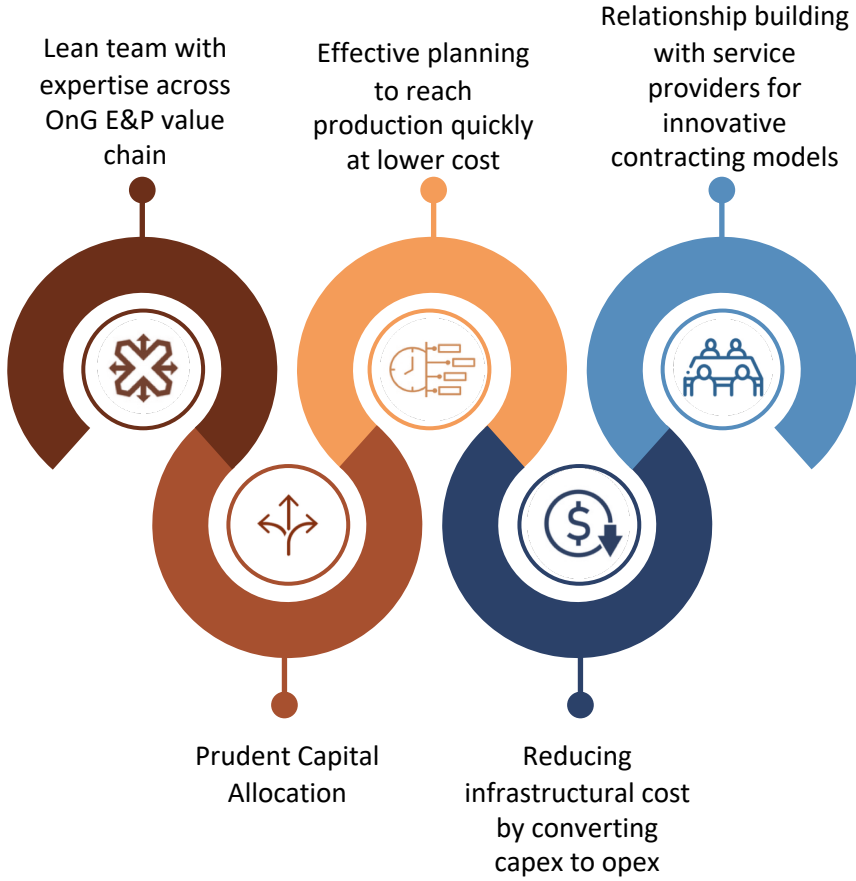 Lean team with
expertise across
OnG E&P value
chain
Effective planning
to reach
production quickly
at lower cost
Relationship building
with service
providers for
innovative
contracting models
$
Prudent Capital
Allocation
Reducing
infrastructural cost
by converting
capex to opex